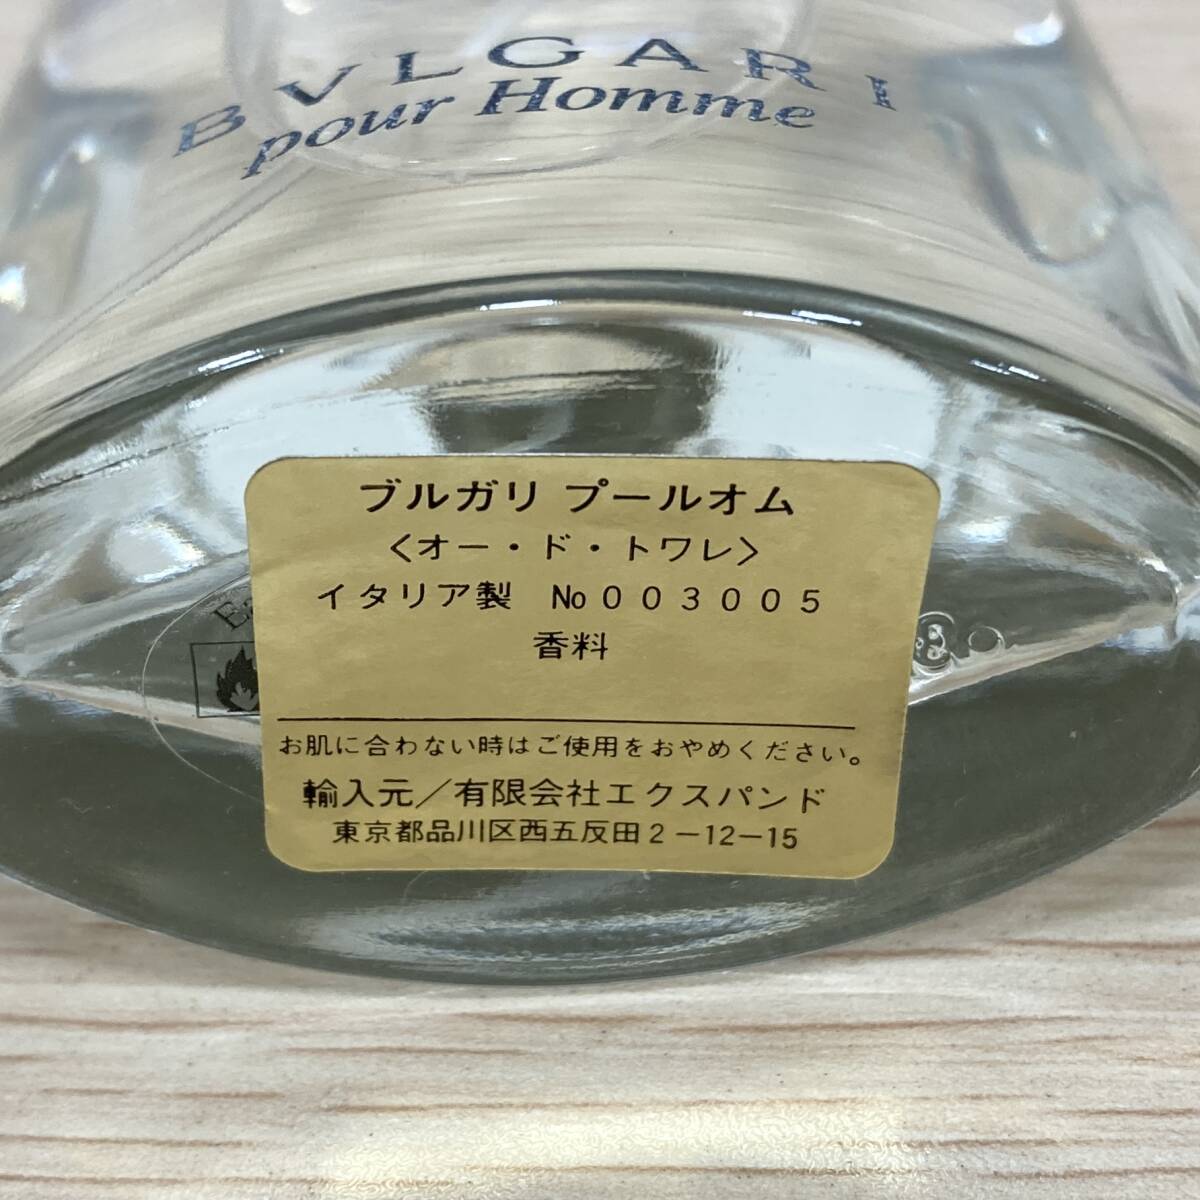 BVLGARI
pour Homme
ブルガリ プールオム
<オー・ド・トワレ>
イタリア製 No003005
香料
お肌に合わない時はご使用をおやめください。
輸入元／有限会社エクスパンド
東京都品川区西五反田2-12-15